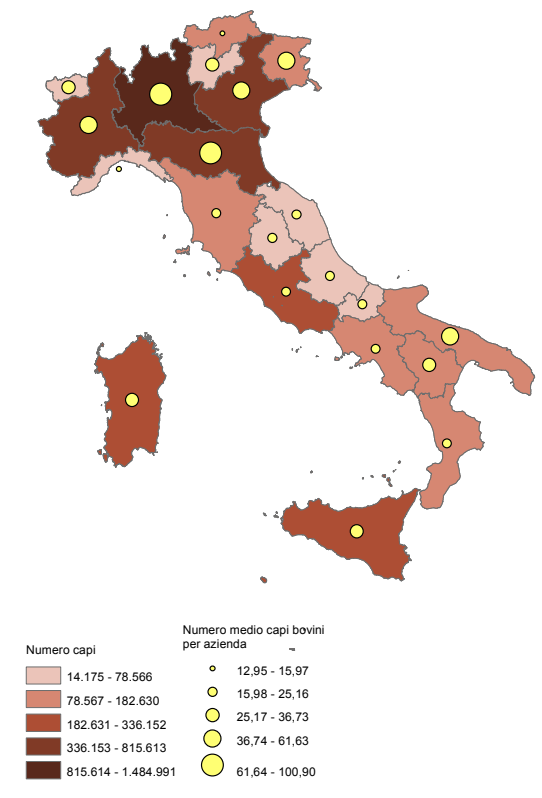 Numero capi
14.175 - 78.566
78.567 - 182.630
182.631 - 336.152
336.153 - 815.613
815.614 - 1.484.991
Numero medio capi bovini
per azienda
12,95 - 15,97
15,98 - 25,16
25,17 - 36,73
36,74 - 61,63
61,64 - 100,90